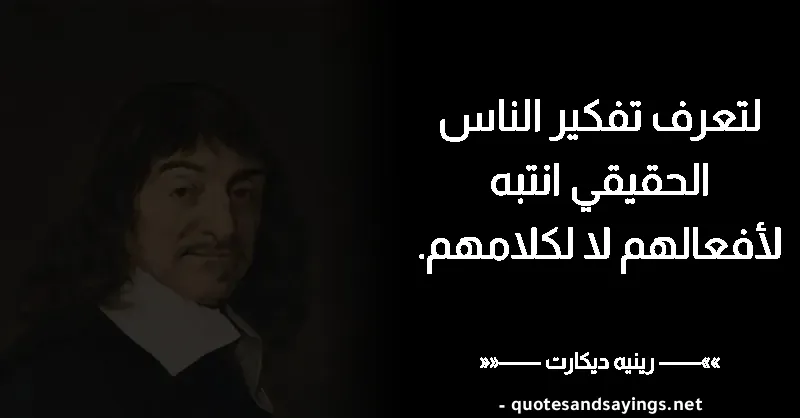 لتعرف تفكير الناس
الحقيقي انتبه
لأفعالهم لا لكلامهم.
»»—— رينيه ديكارت ——««
- quotesandsayings.net